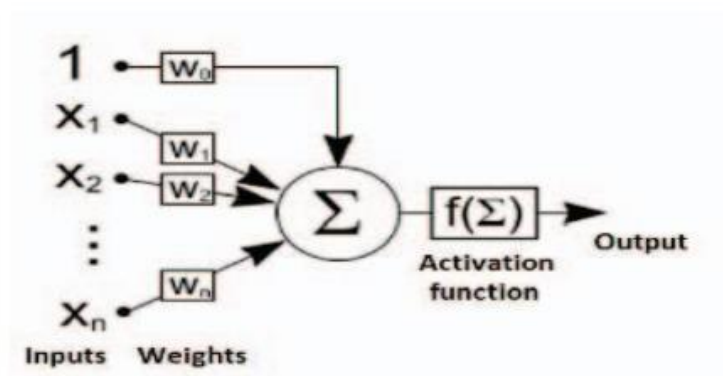 1 W₀
X₁
W₁
X₂ W₂
Σ f(Σ)
Output
Activation
function
Wₙ
Xₙ
Inputs Weights